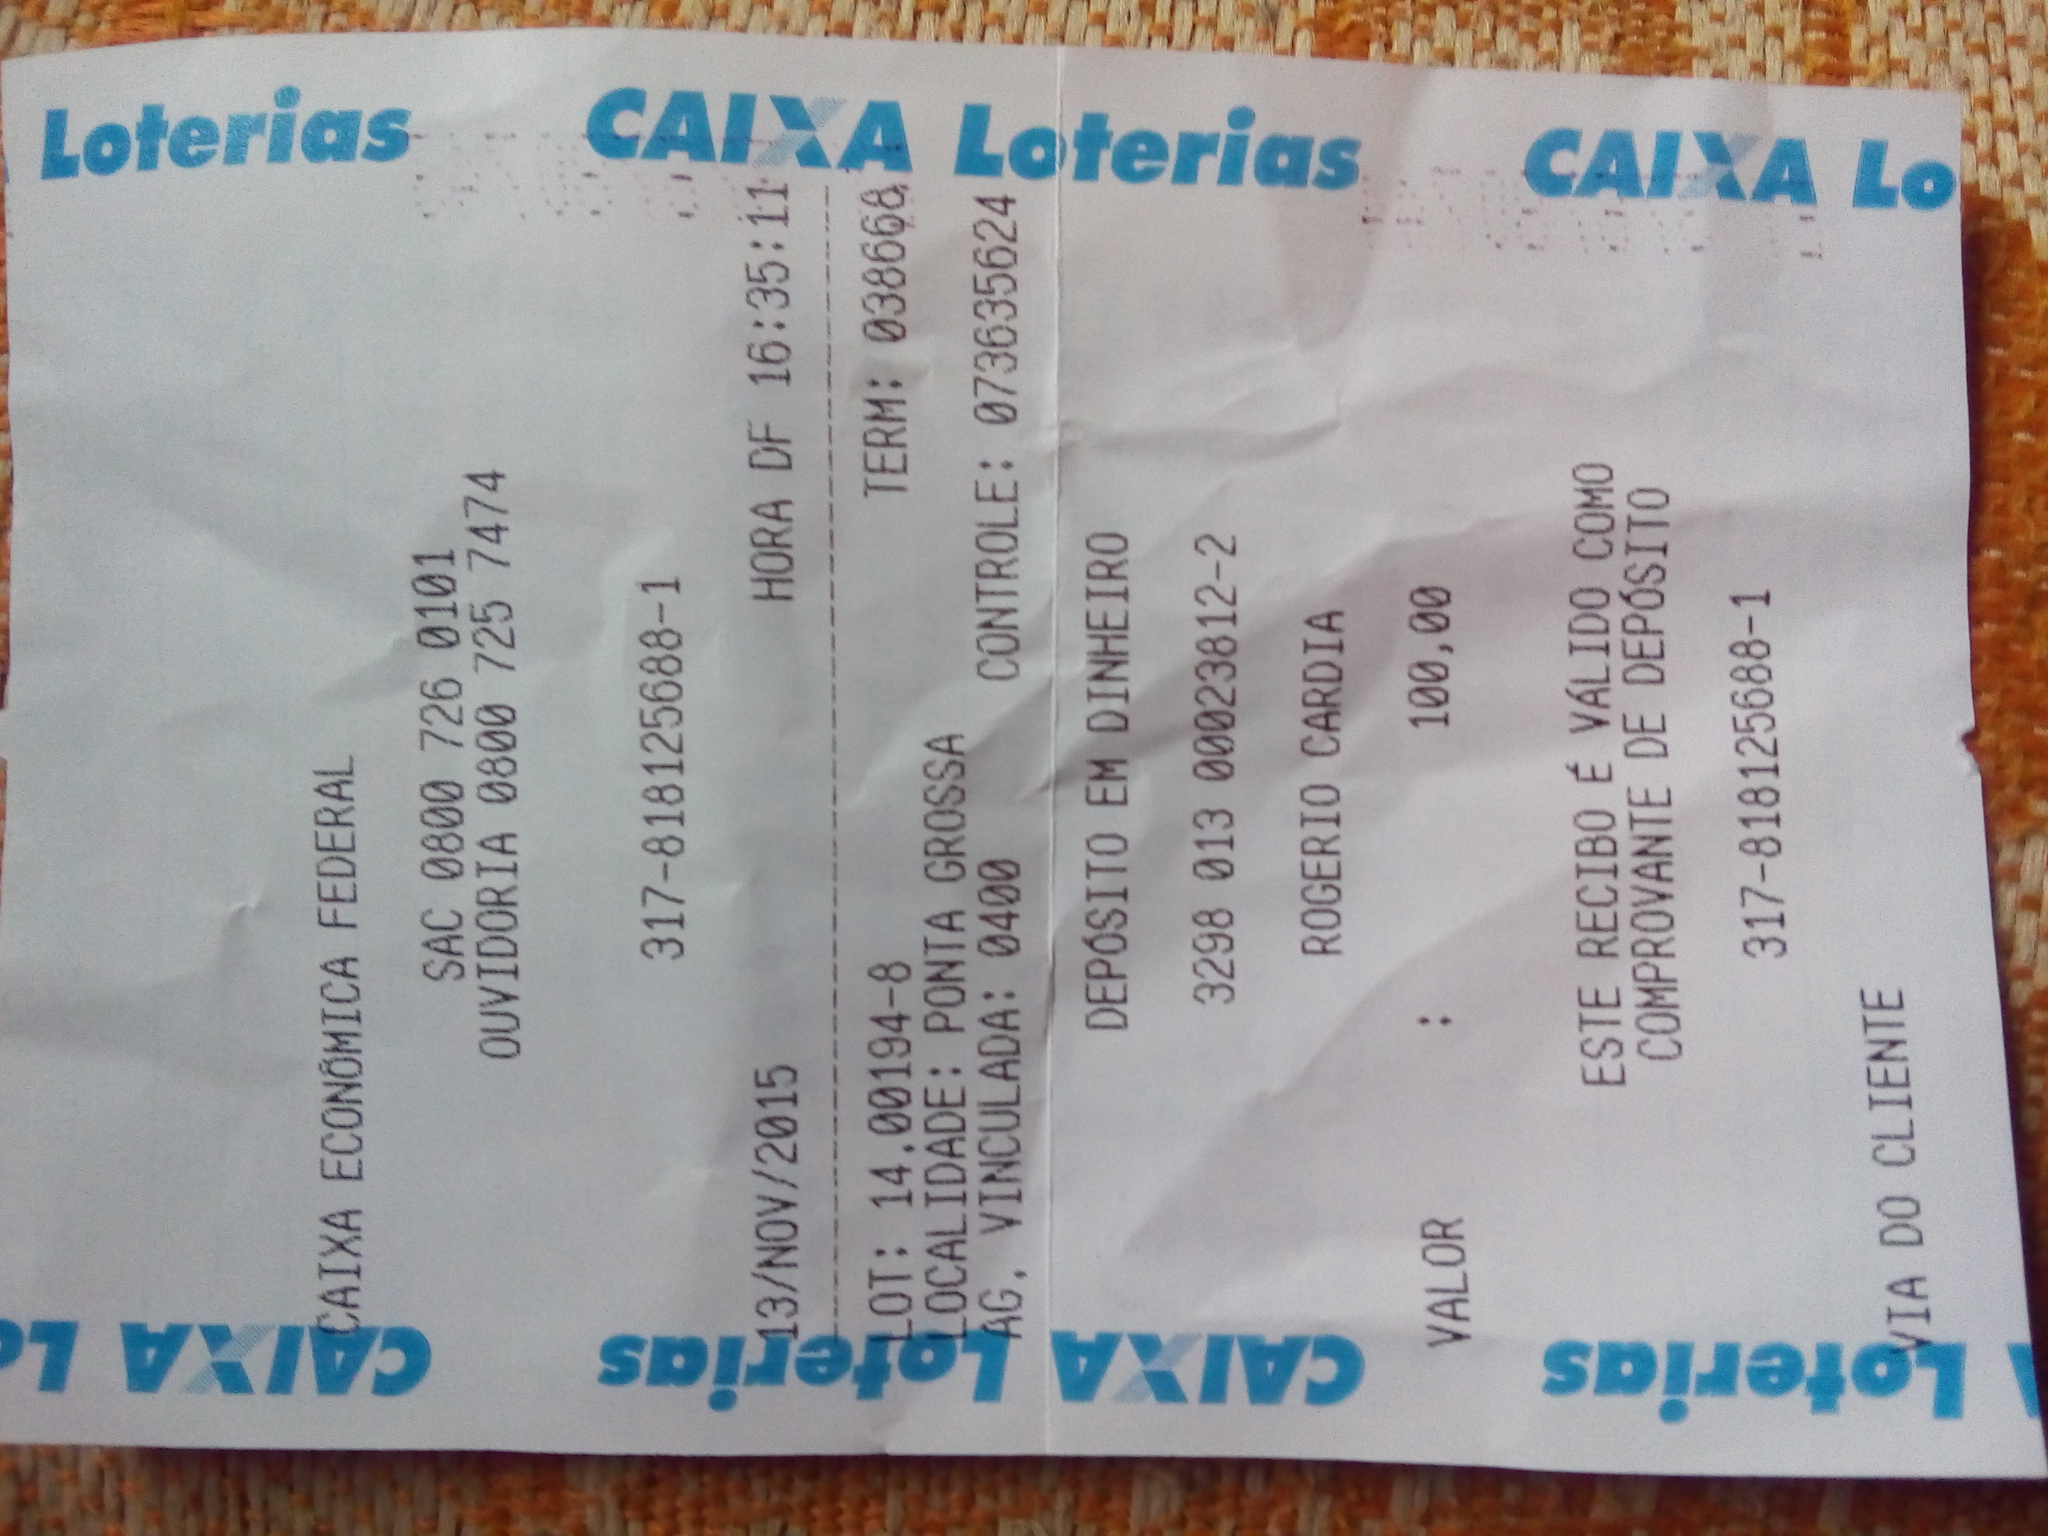 CAIXA ECONÔMICA FEDERAL
SAC 0800 726 0101
OUVIDORIA 0800 725 7474
317-818125688-1
13/NOV/2015 HORA DF 16:35:11
LOT: 14.00194-8 TERM: 038668
LOCALIDADE: PONTA GROSSA
AG. VINCULADA: 0400 CONTROLE: 073635624
DEPÓSITO EM DINHEIRO
3298 013 00023812-2
ROGERIO CARDIA
VALOR : 100,00
ESTE RECIBO É VÁLIDO COMO
COMPROVANTE DE DEPÓSITO
317-818125688-1
VIA DO CLIENTE
A Loterias CAIXA Loterias CAIXA Lo
Loterias CAIXA Loterias CAIXA Lo